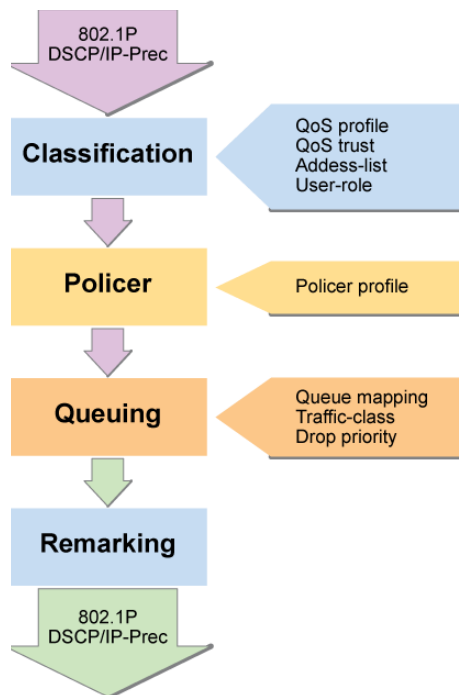 802.1P
DSCP/IP-Prec
Classification
QoS profile
QoS trust
Addess-list
User-role
Policer
Policer profile
Queuing
Queue mapping
Traffic-class
Drop priority
Remarking
802.1P
DSCP/IP-Prec